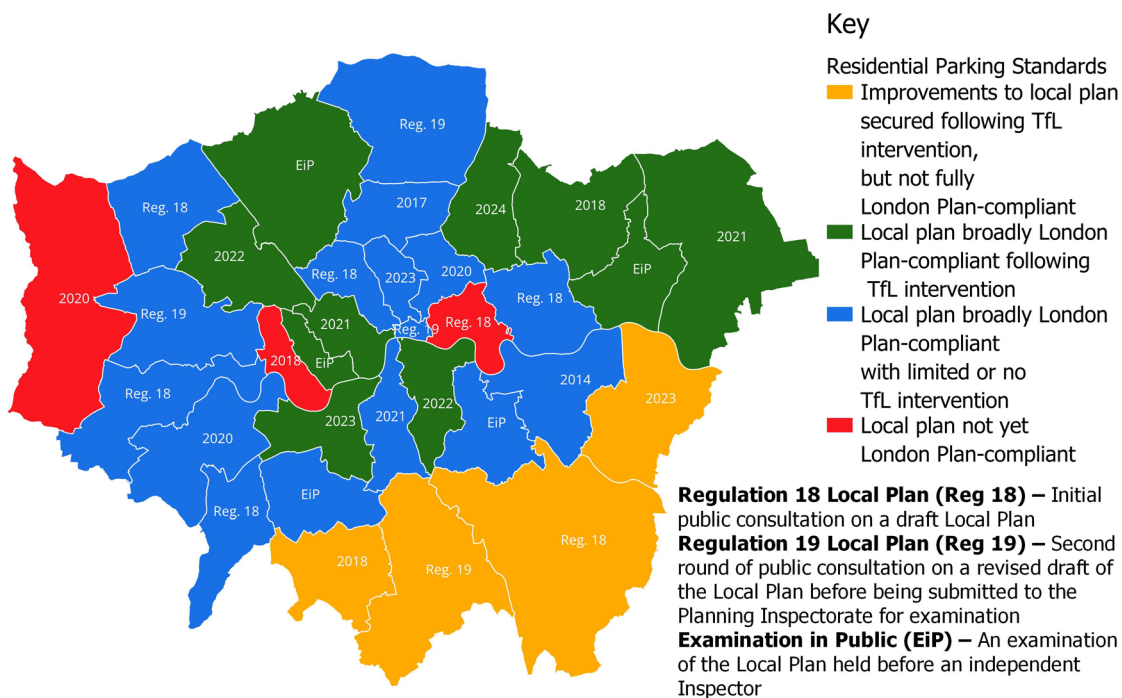 Key
Residential Parking Standards
Improvements to local plan
secured following TfL
intervention,
but not fully
London Plan-compliant
Local plan broadly London
Plan-compliant following
TfL intervention
Local plan broadly London
Plan-compliant
with limited or no
TfL intervention
Local plan not yet
London Plan-compliant
Regulation 18 Local Plan (Reg 18) – Initial
public consultation on a draft Local Plan
Regulation 19 Local Plan (Reg 19) – Second
round of public consultation on a revised draft of
the Local Plan before being submitted to the
Planning Inspectorate for examination
Examination in Public (EiP) – An examination
of the Local Plan held before an independent
Inspector
Reg. 19
EiP
Reg. 18
2017
2024
2018
2021
2022
Reg. 18
2023
2020
EiP
2020
Reg. 19
Reg. 18
2021
Reg. 19
Reg. 18
2018
EiP
2014
Reg. 18
2023
2022
2023
2021
EiP
2020
Reg. 18
EiP
2018
Reg. 19
Reg. 18